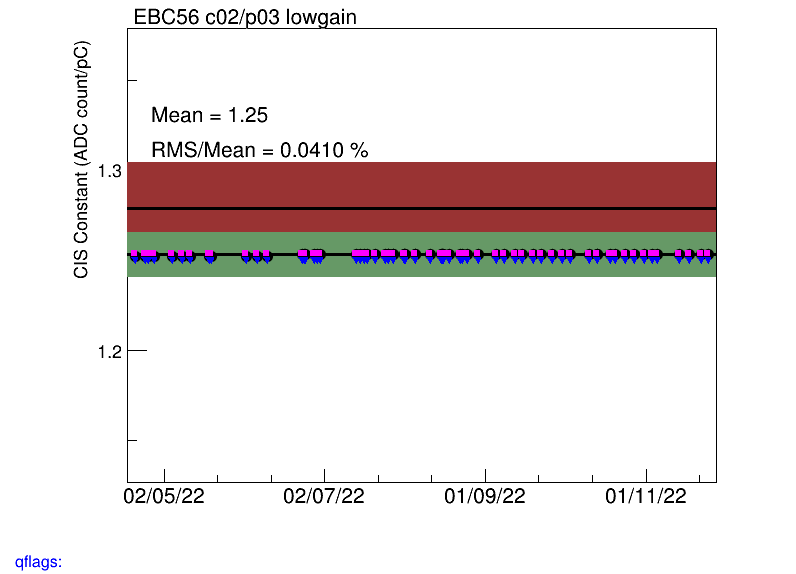 EBC56 c02/p03 lowgain
CIS Constant (ADC count/pC)
Mean = 1.25
RMS/Mean = 0.0410 %
1.3
1.2
02/05/22 02/07/22 01/09/22 01/11/22
qflags: